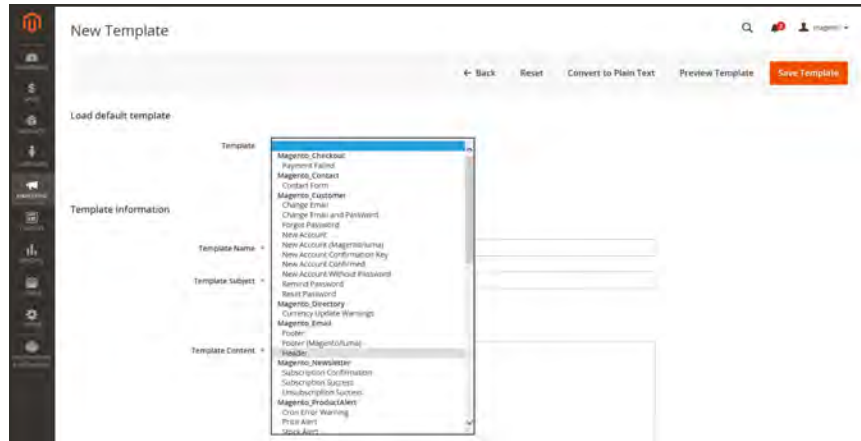 New Template
← Back Reset Convert to Plain Text Preview Template Save Template
Load default template
Template
Magento_Checkout
Payment Failed
Magento_Contact
Contact Form
Magento_Customer
Change Email
Change Email and Password
Forgot Password
New Account
New Account (Magento/luma)
New Account Confirmation Key
New Account Confirmed
New Account Without Password
Remind Password
Reset Password
Magento_Directory
Currency Update Warnings
Magento_Email
Footer
Footer (Magento/luma)
Header
Magento_Newsletter
Subscription Confirmation
Subscription Success
Unsubscription Success
Magento_ProductAlert
Cron Error Warning
Price Alert
Stock Alert
Template Information
Template Name *
Template Subject *
Template Content *